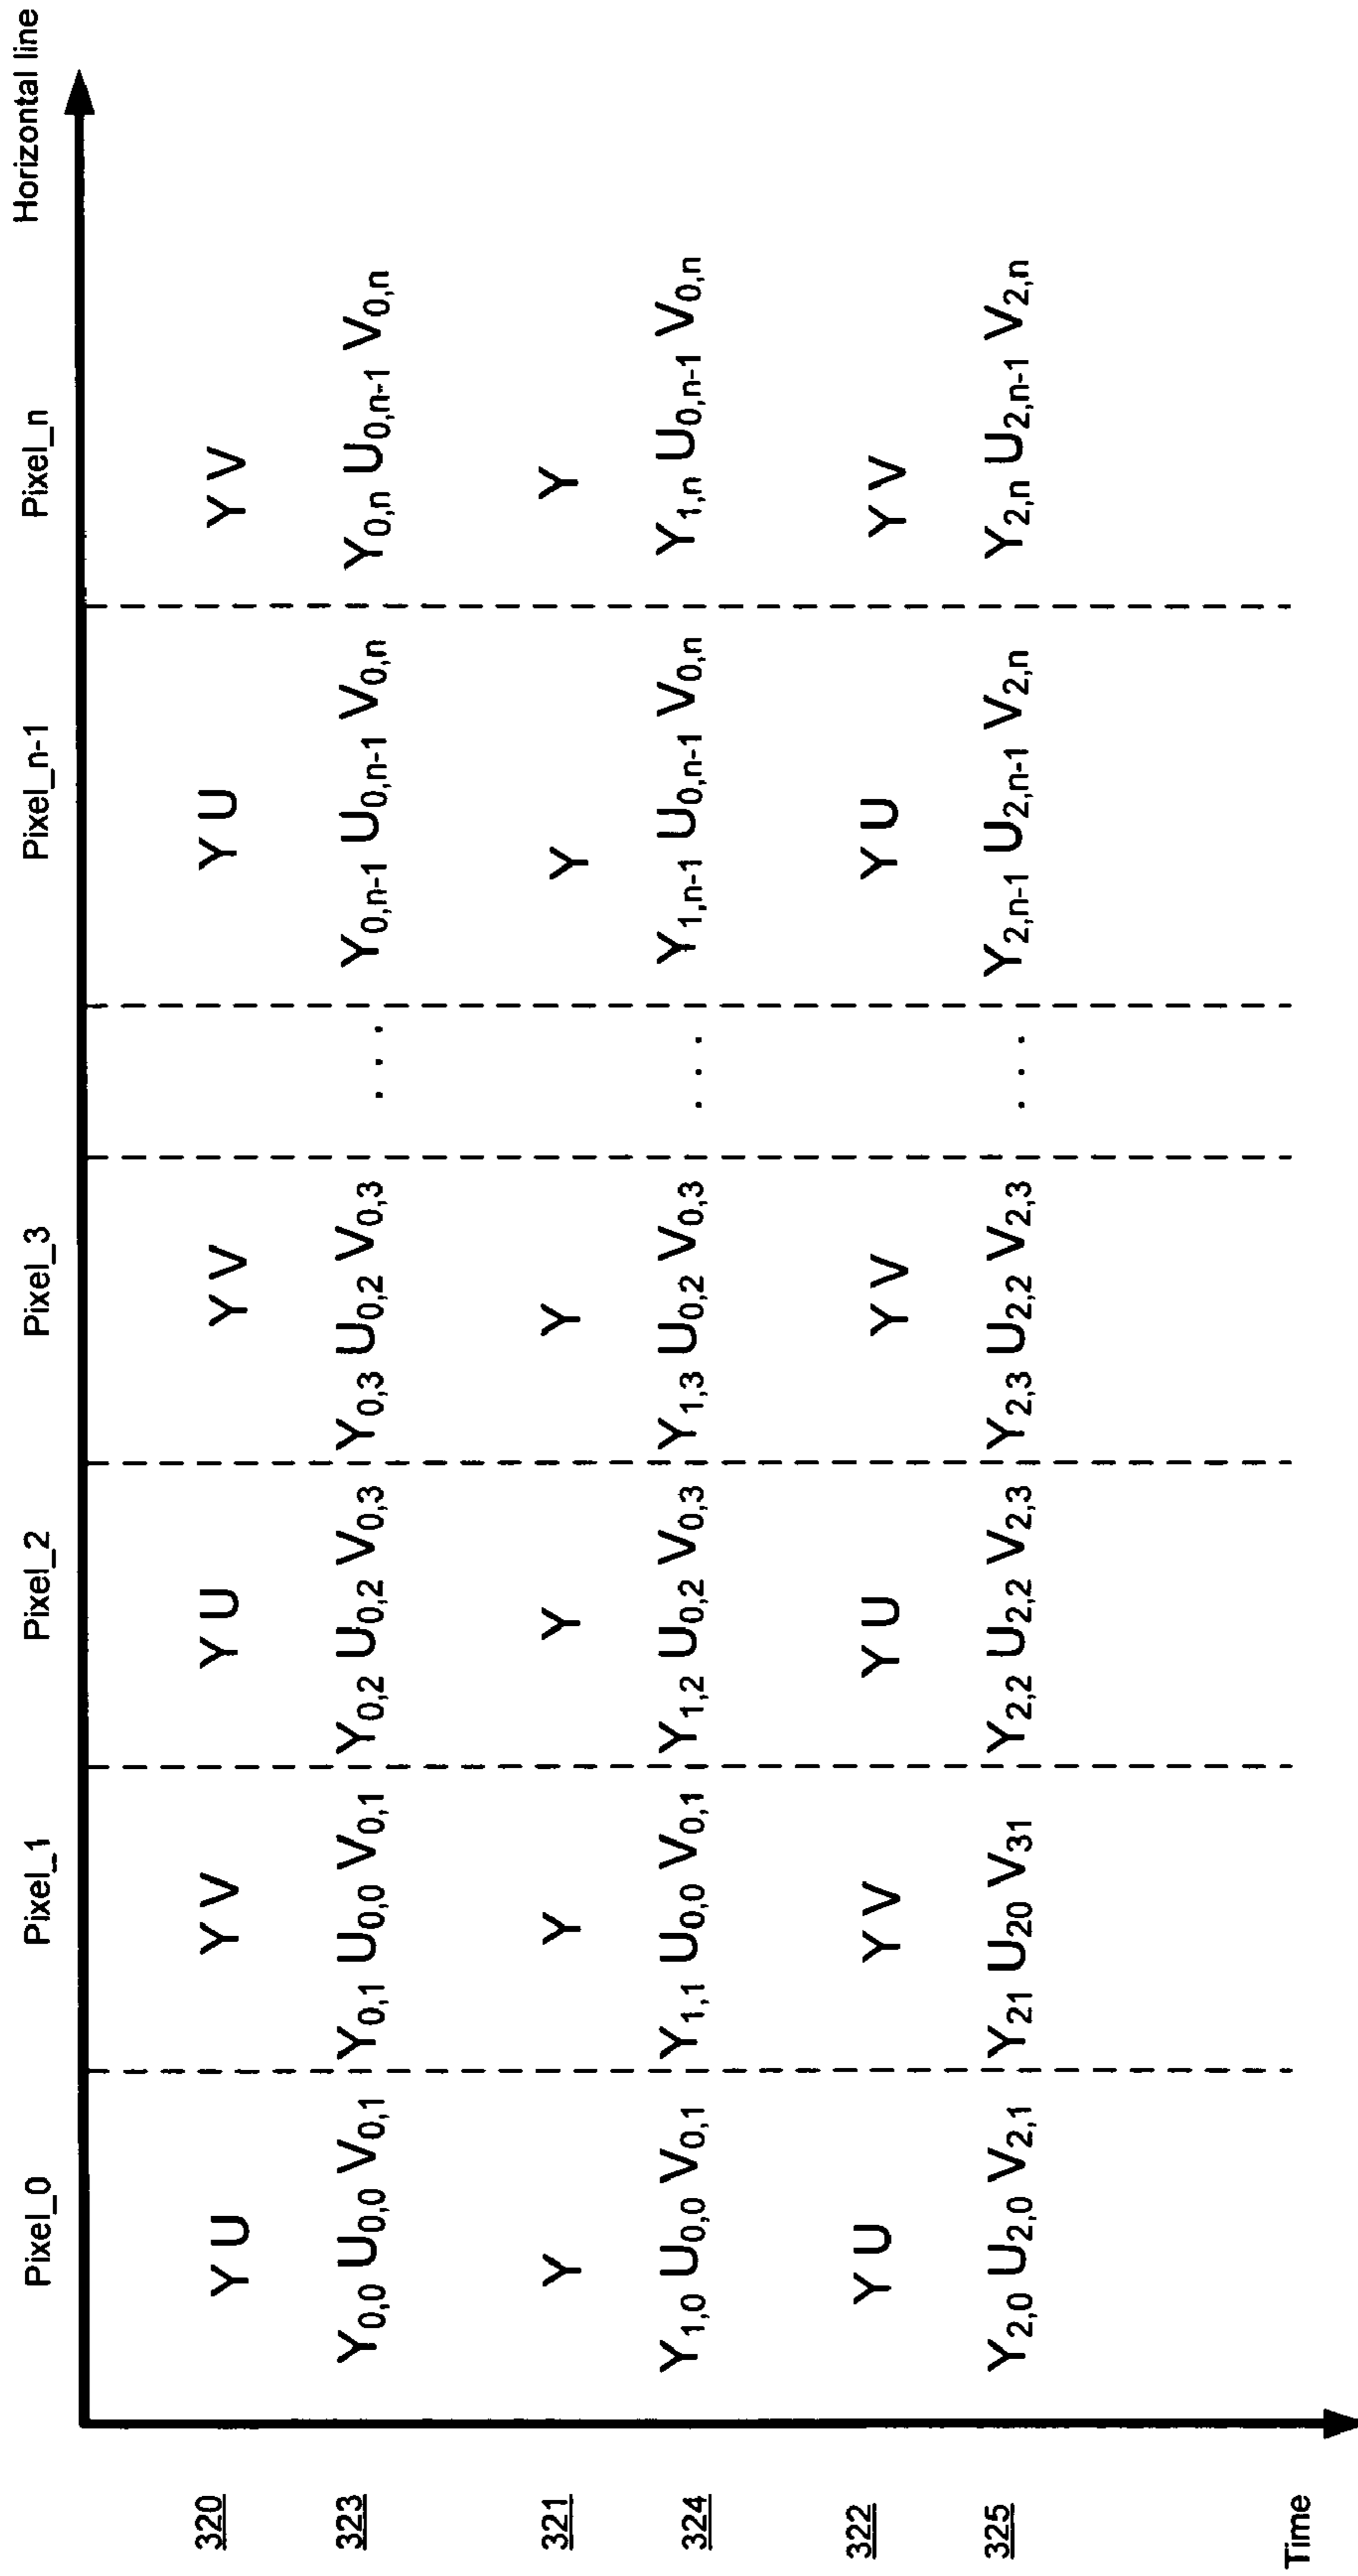 Horizontal line
Pixel_0 Pixel_1 Pixel_2 Pixel_3 Pixel_n-1 Pixel_n
320 Y U Y V Y U Y V Y U Y V
323 Y0,0 U0,0 V0,1 Y0,1 U0,0 V0,1 Y0,2 U0,2 V0,3 Y0,3 U0,2 V0,3 . . . Y0,n-1 U0,n-1 V0,n Y0,n U0,n-1 V0,n
321 Y Y Y Y Y Y
324 Y1,0 U0,0 V0,1 Y1,1 U0,0 V0,1 Y1,2 U0,2 V0,3 Y1,3 U0,2 V0,3 . . . Y1,n-1 U0,n-1 V0,n Y1,n U0,n-1 V0,n
322 Y U Y V Y U Y V Y U Y V
325 Y2,0 U2,0 V2,1 Y21 U20 V31 Y2,2 U2,2 V2,3 Y2,3 U2,2 V2,3 . . . Y2,n-1 U2,n-1 V2,n Y2,n U2,n-1 V2,n
Time